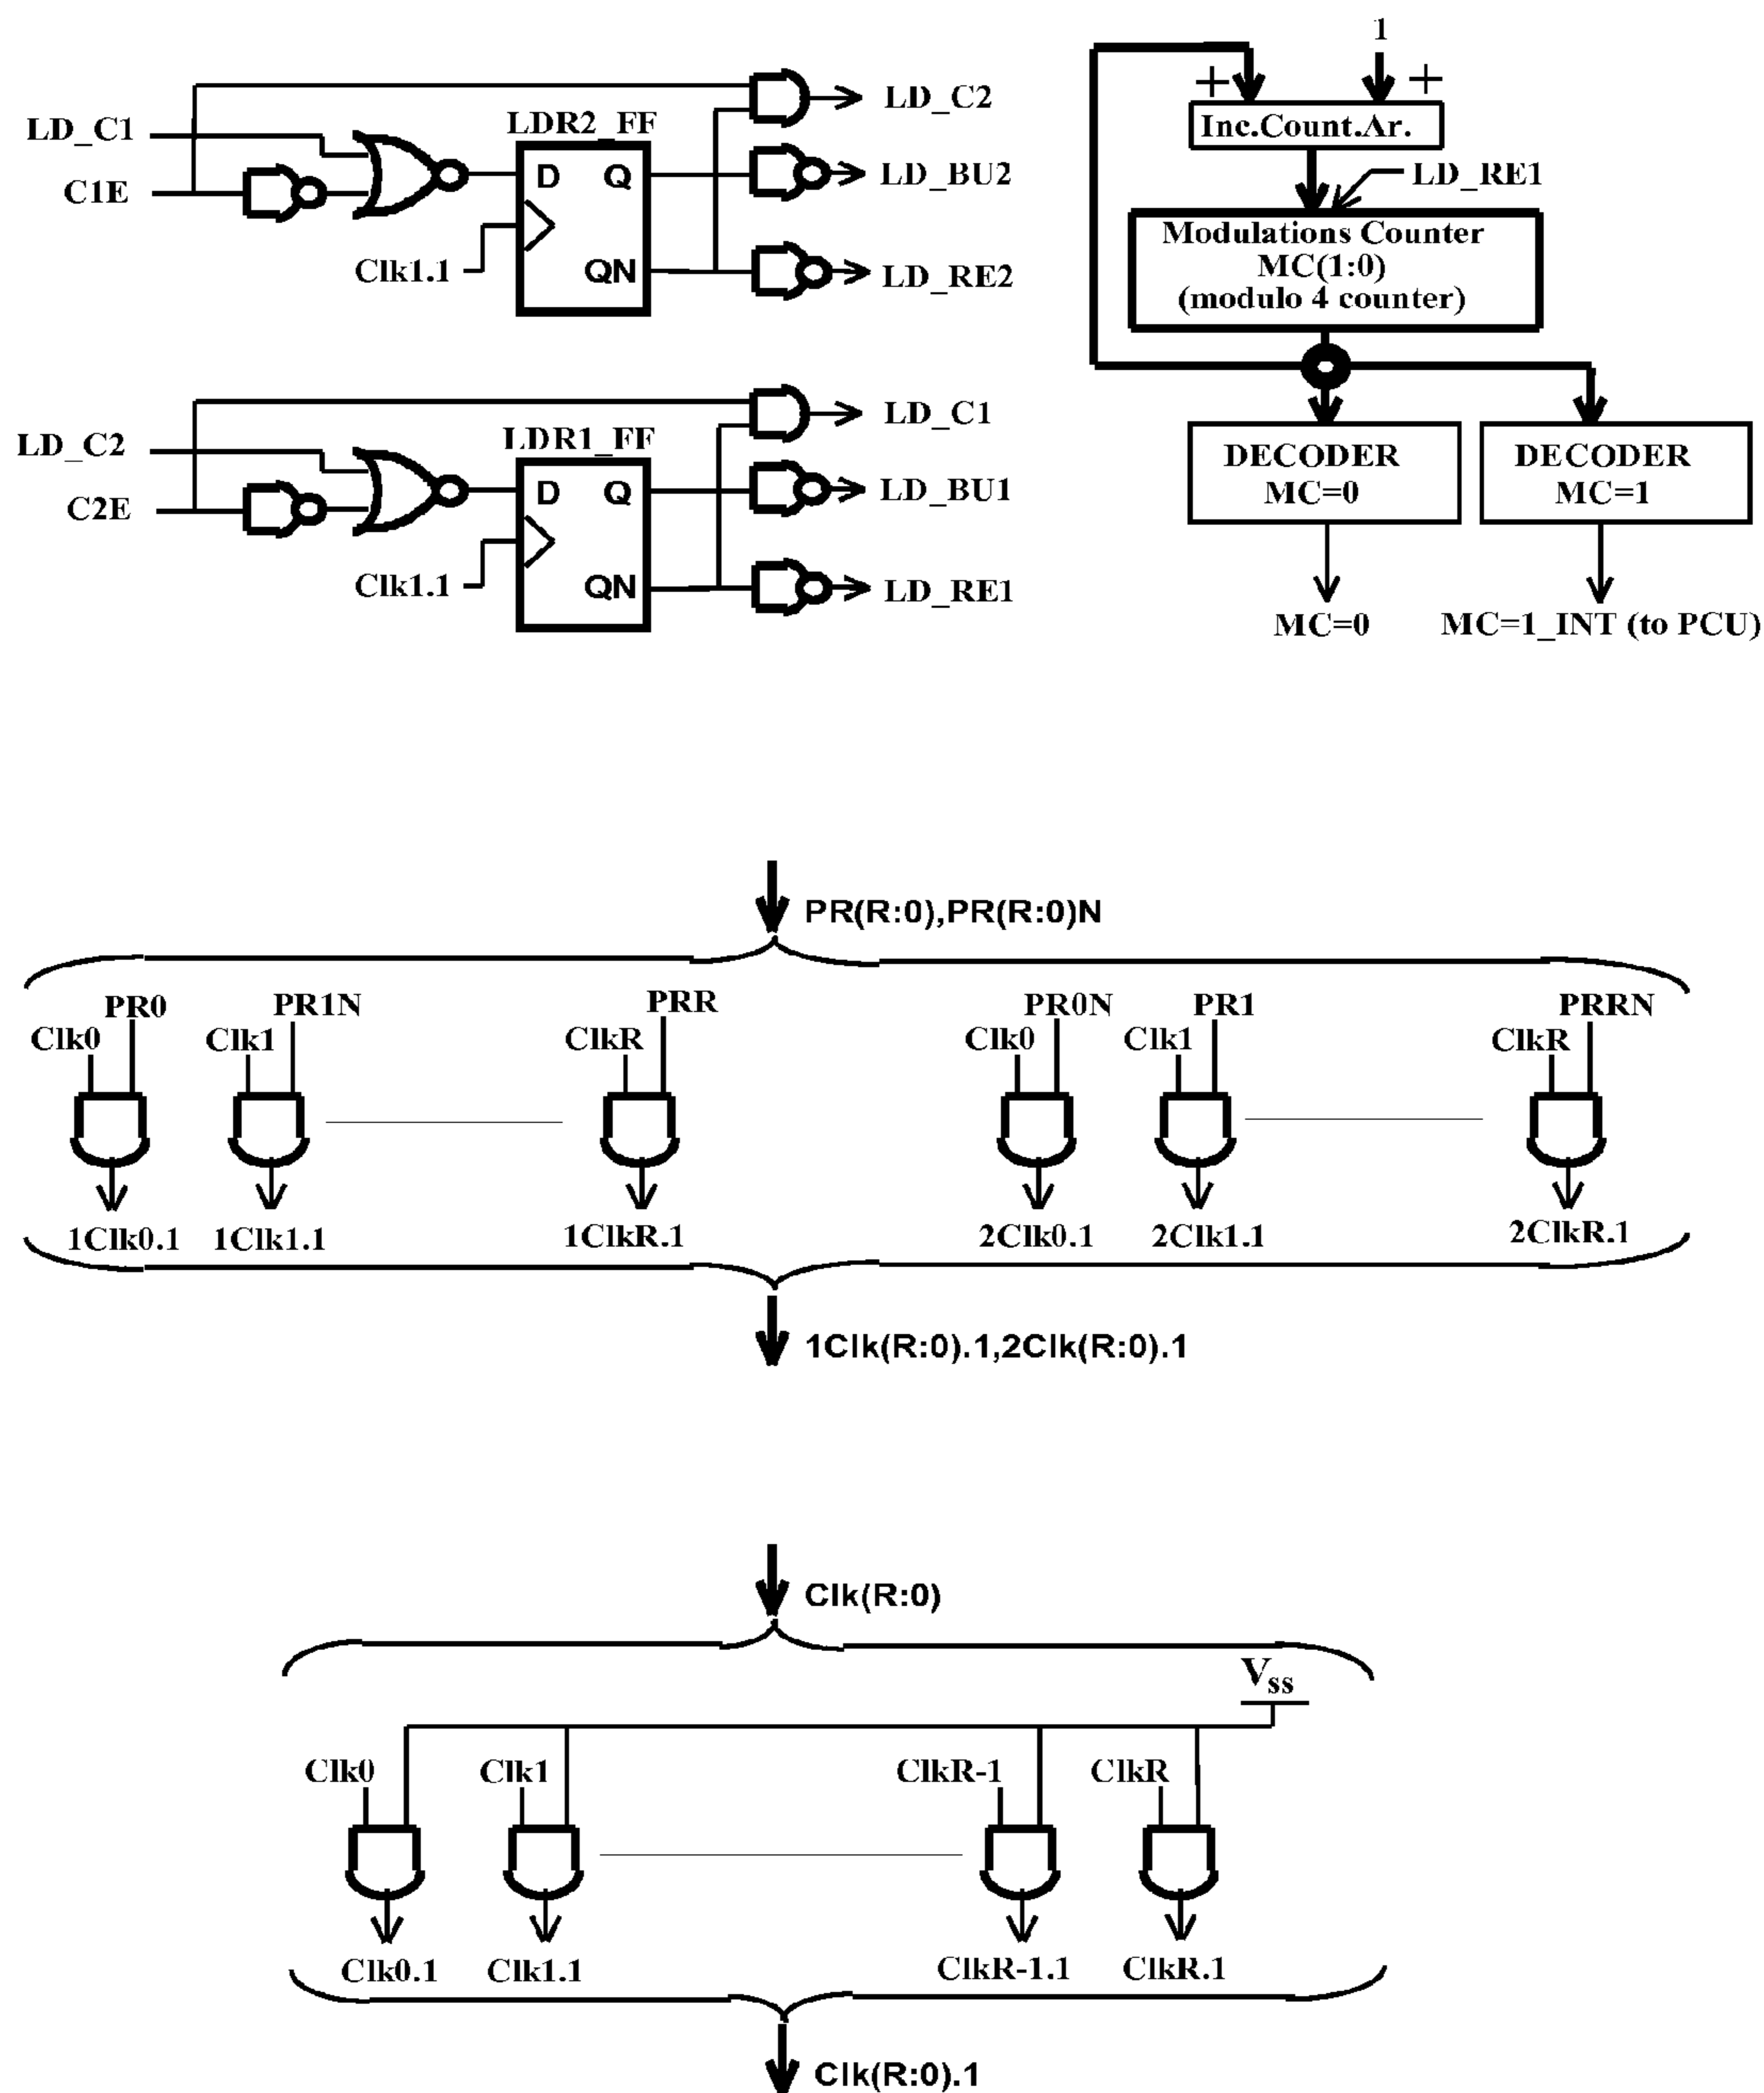 LD_C1
C1E
LDR2_FF
D
Q
QN
Clk1.1
LD_C2
LD_BU2
LD_RE2
LD_C2
C2E
LDR1_FF
D
Q
QN
Clk1.1
LD_C1
LD_BU1
LD_RE1
1
+
+
Inc.Count.Ar.
LD_RE1
Modulations Counter
MC(1:0)
(modulo 4 counter)
DECODER
MC=0
DECODER
MC=1
MC=0
MC=1_INT (to PCU)
PR(R:0),PR(R:0)N
PR0
PR1N
PRR
PR0N
PR1
PRRN
Clk0
Clk1
ClkR
Clk0
Clk1
ClkR
1Clk0.1
1Clk1.1
1ClkR.1
2Clk0.1
2Clk1.1
2ClkR.1
1Clk(R:0).1,2Clk(R:0).1
Clk(R:0)
Vss
Clk0
Clk1
ClkR-1
ClkR
Clk0.1
Clk1.1
ClkR-1.1
ClkR.1
Clk(R:0).1